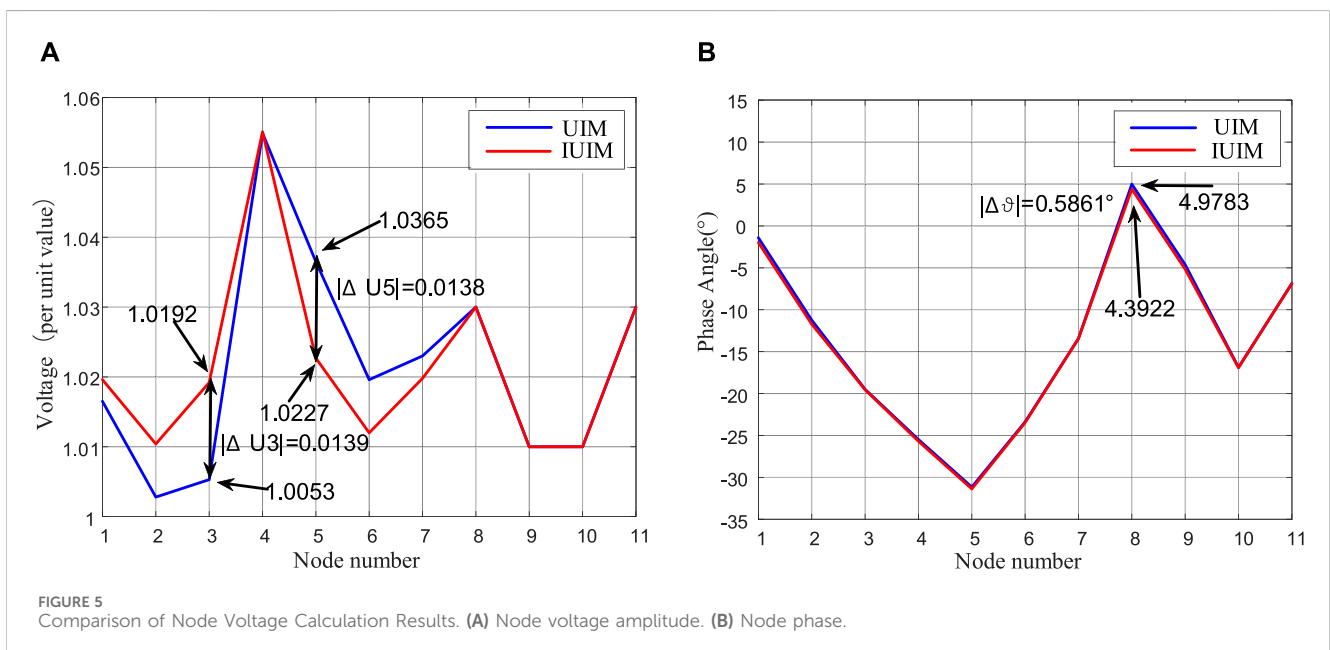 A
Voltage (per unit value)
1.06
1.05
1.04
1.03
1.02
1.01
1
UIM
IUIM
1.0365
|Δ U5|=0.0138
1.0192
1.0227
|Δ U3|=0.0139
1.0053
1 2 3 4 5 6 7 8 9 10 11
Node number
B
Phase Angle(°)
15
10
5
0
-5
-10
-15
-20
-25
-30
-35
UIM
IUIM
|Δϑ|=0.5861°
4.9783
4.3922
1 2 3 4 5 6 7 8 9 10 11
Node number
FIGURE 5
Comparison of Node Voltage Calculation Results. (A) Node voltage amplitude. (B) Node phase.